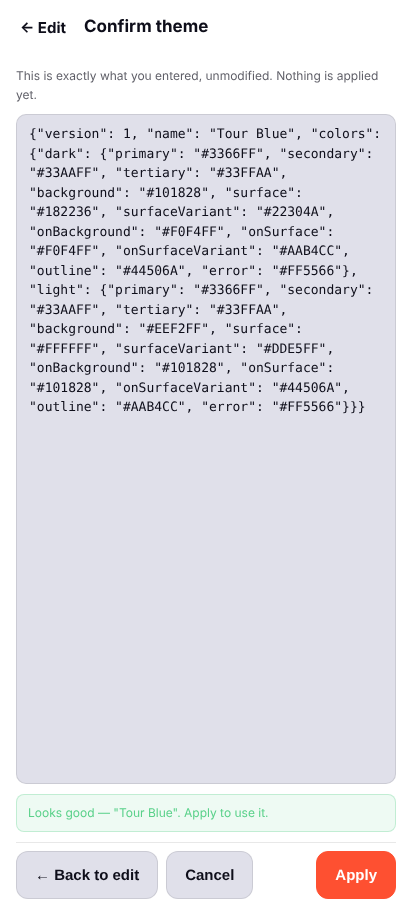 ← Edit Confirm theme
This is exactly what you entered, unmodified. Nothing is applied
yet.
{"version": 1, "name": "Tour Blue", "colors":
{"dark": {"primary": "#3366FF", "secondary":
"#33AAFF", "tertiary": "#33FFAA",
"background": "#101828", "surface":
"#182236", "surfaceVariant": "#22304A",
"onBackground": "#F0F4FF", "onSurface":
"#F0F4FF", "onSurfaceVariant": "#AAB4CC",
"outline": "#44506A", "error": "#FF5566"},
"light": {"primary": "#3366FF", "secondary":
"#33AAFF", "tertiary": "#33FFAA",
"background": "#EEF2FF", "surface":
"#FFFFFF", "surfaceVariant": "#DDE5FF",
"onBackground": "#101828", "onSurface":
"#101828", "onSurfaceVariant": "#44506A",
"outline": "#AAB4CC", "error": "#FF5566"}}}
Looks good — "Tour Blue". Apply to use it.
← Back to edit Cancel Apply